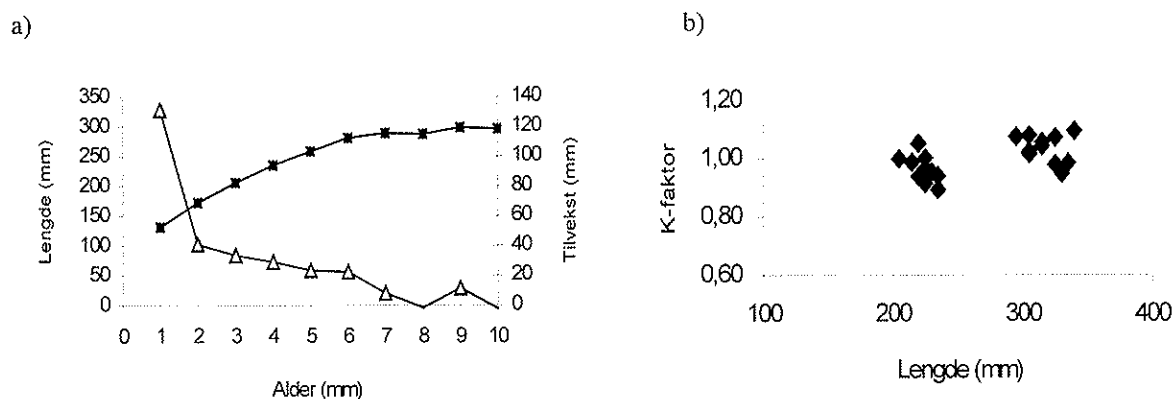 a)
350
300
250
200
150
100
50
0
Lengde (mm)
140
120
100
80
60
40
20
0
Tilvekst (mm)
0 1 2 3 4 5 6 7 8 9 10
Alder (mm)
b)
1,20
1,00
0,80
0,60
K-faktor
100 200 300 400
Lengde (mm)